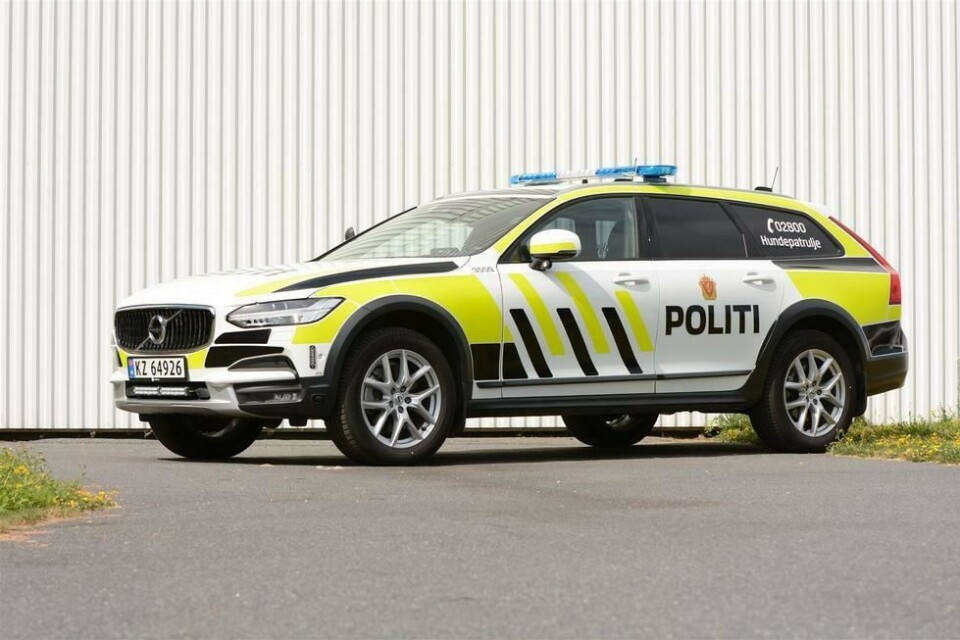 02800
Hundepatrulje
POLITI
KZ 64926